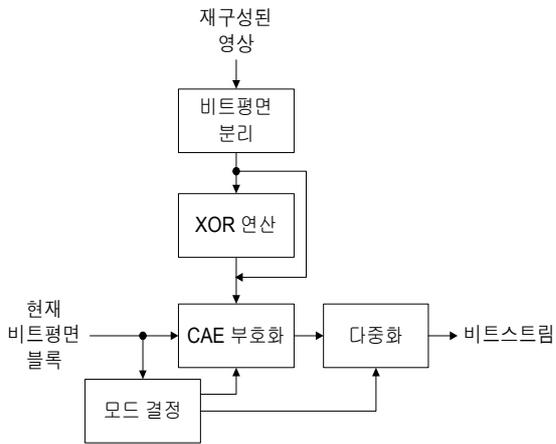 재구성된
영상
비트평면
분리
XOR 연산
현재
비트평면
블록
CAE 부호화
다중화
비트스트림
모드 결정